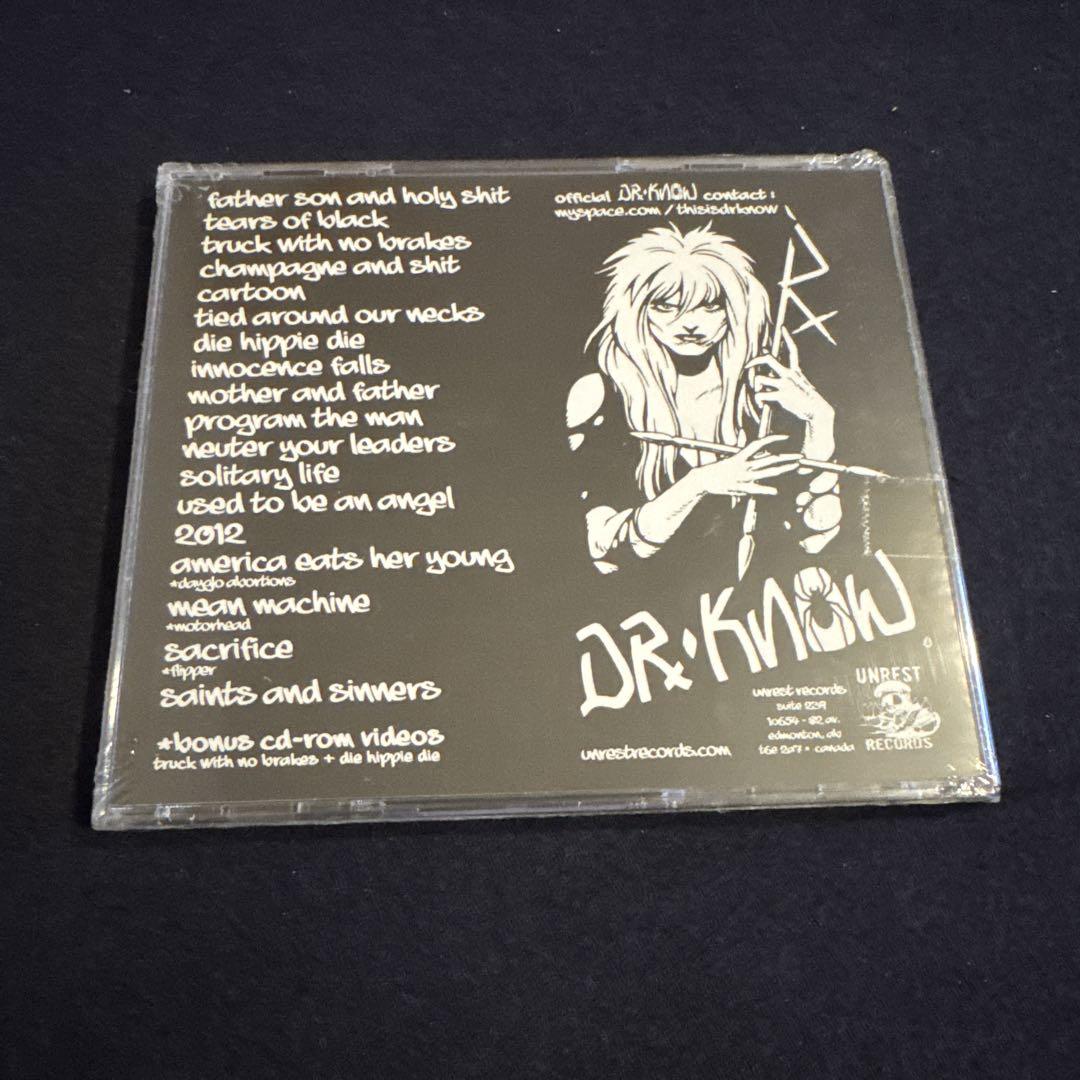 father son and holy shit
tears of black
truck with no brakes
champagne and shit
cartoon
tied around our necks
die hippie die
innocence falls
mother and father
program the man
neuter your leaders
solitary life
used to be an angel
2012
america eats her young
*dayglo abortions
mean machine
*motorhead
sacrifice
*flipper
saints and sinners
*bonus cd-rom videos
truck with no brakes + die hippie die
official DR. KNOW contact:
myspace.com/thisisdrknow
DR. KNOW
unrest records
suite 239
10654 - 82 av.
edmonton, ab
t6e 2a7 • canada
unrestrecords.com
UNREST
RECORDS